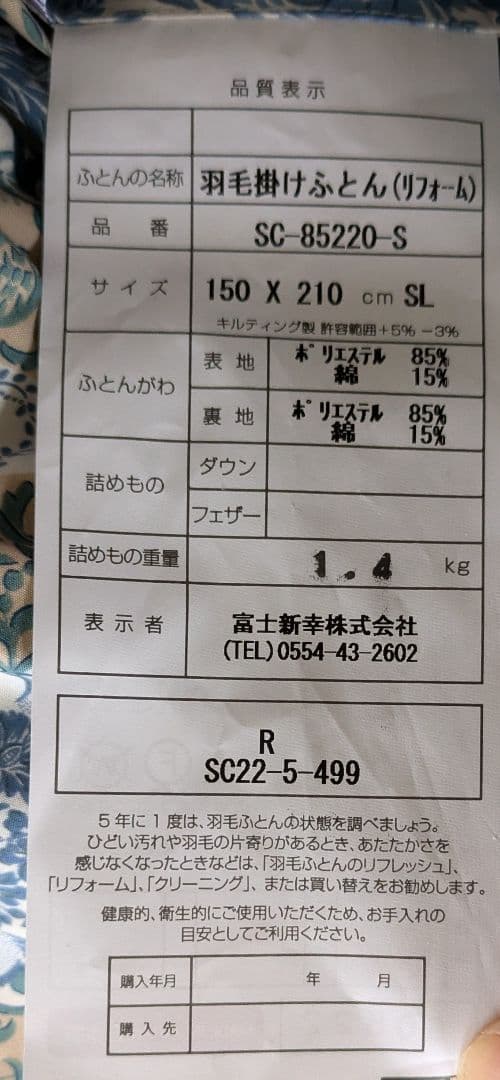 品質表示
ふとんの名称 羽毛掛けふとん(リフォーム)
品番 SC-85220-S
サイズ 150 X 210 cm SL
キルティング製 許容範囲+5% -3%
ふとんがわ 表地 ポリエステル 85%
綿 15%
裏地 ポリエステル 85%
綿 15%
詰めもの ダウン
フェザー
詰めもの重量 1.4 kg
表示者 富士新幸株式会社
(TEL)0554-43-2602
R
SC22-5-499
5年に1度は、羽毛ふとんの状態を調べましょう。
ひどい汚れや羽毛の片寄りがあるとき、あたたかさを
感じなくなったときなどは、「羽毛ふとんのリフレッシュ」、
「リフォーム」、「クリーニング」、または買い替えをお勧めします。
健康的、衛生的にご使用いただくため、お手入れの
目安としてご利用ください。
購入年月 年 月
購入先